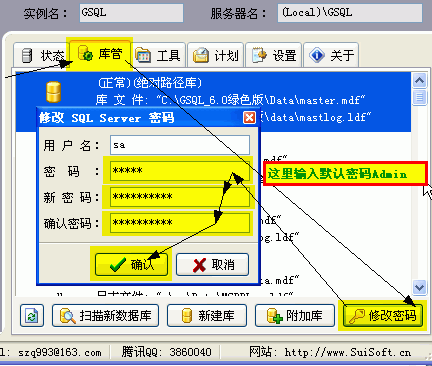 实例名： GSQL 服务器名： (Local)\GSQL
状态 库管 工具 计划 设置 关于
(正常)(绝对路径库)
库 文 件: "C:\GSQL_6.0绿色版\Data\master.mdf"
版\data\mastlog.ldf"
修改 SQL Server 密码
用 户 名： sa
密 码 ： *****
这里输入默认密码Admin
新 密 码： **********
确认密码： **********
确认 取消
扫描新数据库 新建库 附加库 修改密码
l: szq993@163.com 腾讯QQ: 3860040 网站: http://www.SuiSoft.cn